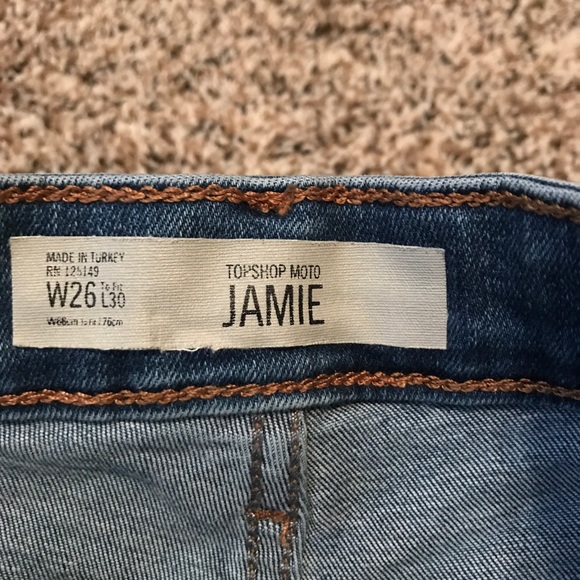 MADE IN TURKEY
RN 125149
W26 To Fit L30
W66cm To Fit L76cm
TOPSHOP MOTO
JAMIE